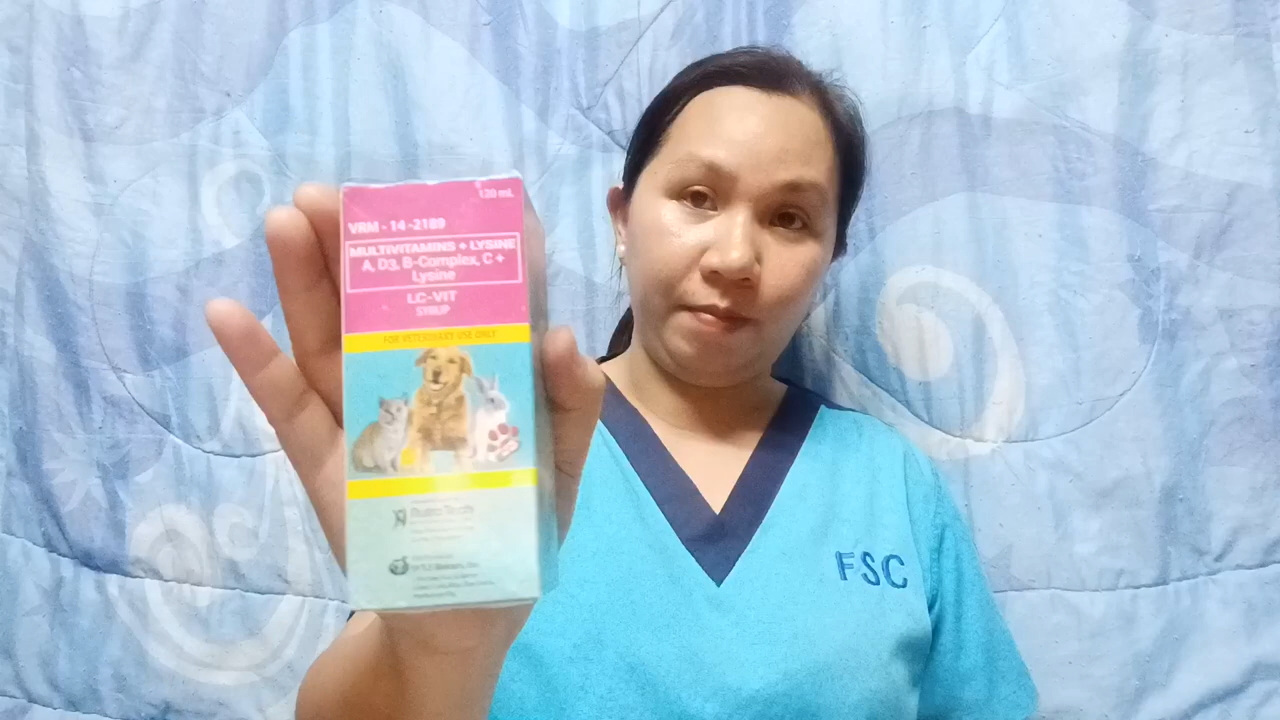 120 mL
VRM - 14 -2189
MULTIVITAMINS + LYSINE
A, D3, B-Complex, C +
Lysine
LC-VIT
SYRUP
FOR VETERINARY USE ONLY
FSC